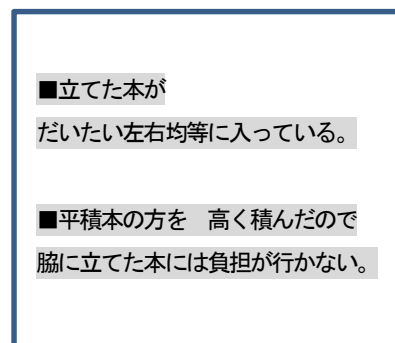 ■立てた本が
だいたい左右均等に入っている。
■平積本の方を　高く積んだので
脇に立てた本には負担が行かない。